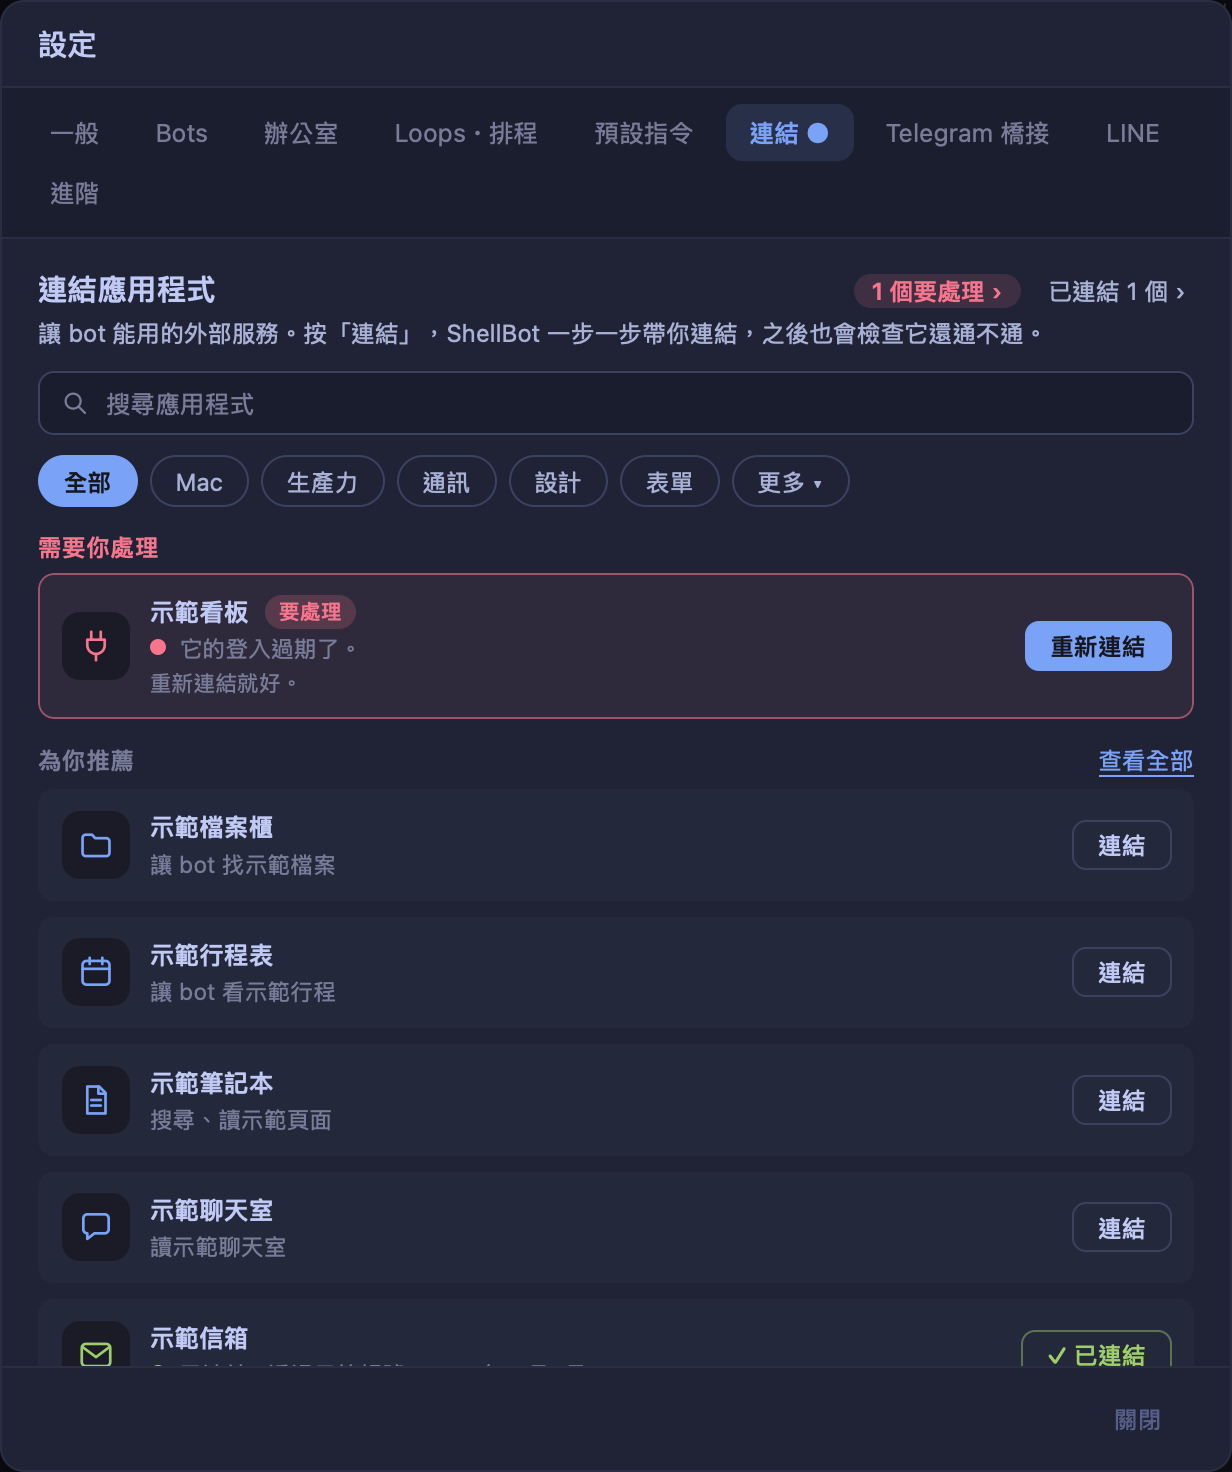 設定
一般 Bots 辦公室 Loops・排程 預設指令 連結 Telegram 橋接 LINE
進階
連結應用程式 1 個要處理 › 已連結 1 個 ›
讓 bot 能用的外部服務。按「連結」，ShellBot 一步一步帶你連結，之後也會檢查它還通不通。
搜尋應用程式
全部 Mac 生產力 通訊 設計 表單 更多 ▾
需要你處理
示範看板 要處理
它的登入過期了。
重新連結就好。
重新連結
為你推薦 查看全部
示範檔案櫃
讓 bot 找示範檔案
連結
示範行程表
讓 bot 看示範行程
連結
示範筆記本
搜尋、讀示範頁面
連結
示範聊天室
讀示範聊天室
連結
示範信箱
✓ 已連結
關閉